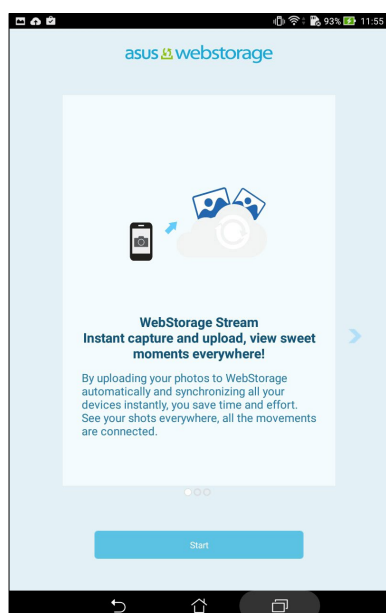 93% 11:55
asus webstorage
WebStorage Stream
Instant capture and upload, view sweet
moments everywhere!
By uploading your photos to WebStorage
automatically and synchronizing all your
devices instantly, you save time and effort.
See your shots everywhere, all the movements
are connected.
Start